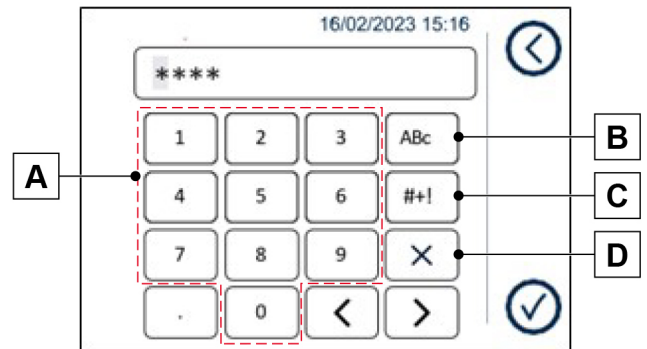 16/02/2023 15:16
****
1 2 3 ABc B
A
4 5 6 #+! C
7 8 9 × D
. 0 < >